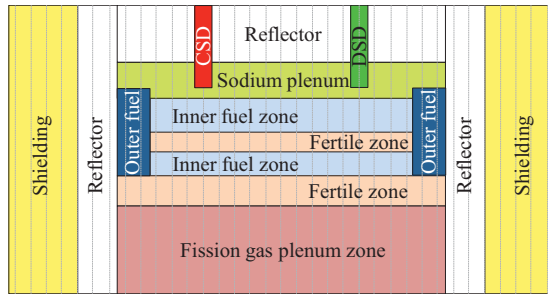 Shielding
Reflector
CSD
Reflector
DSD
Sodium plenum
Outer fuel
Inner fuel zone
Fertile zone
Inner fuel zone
Fertile zone
Outer fuel
Fission gas plenum zone
Reflector
Shielding